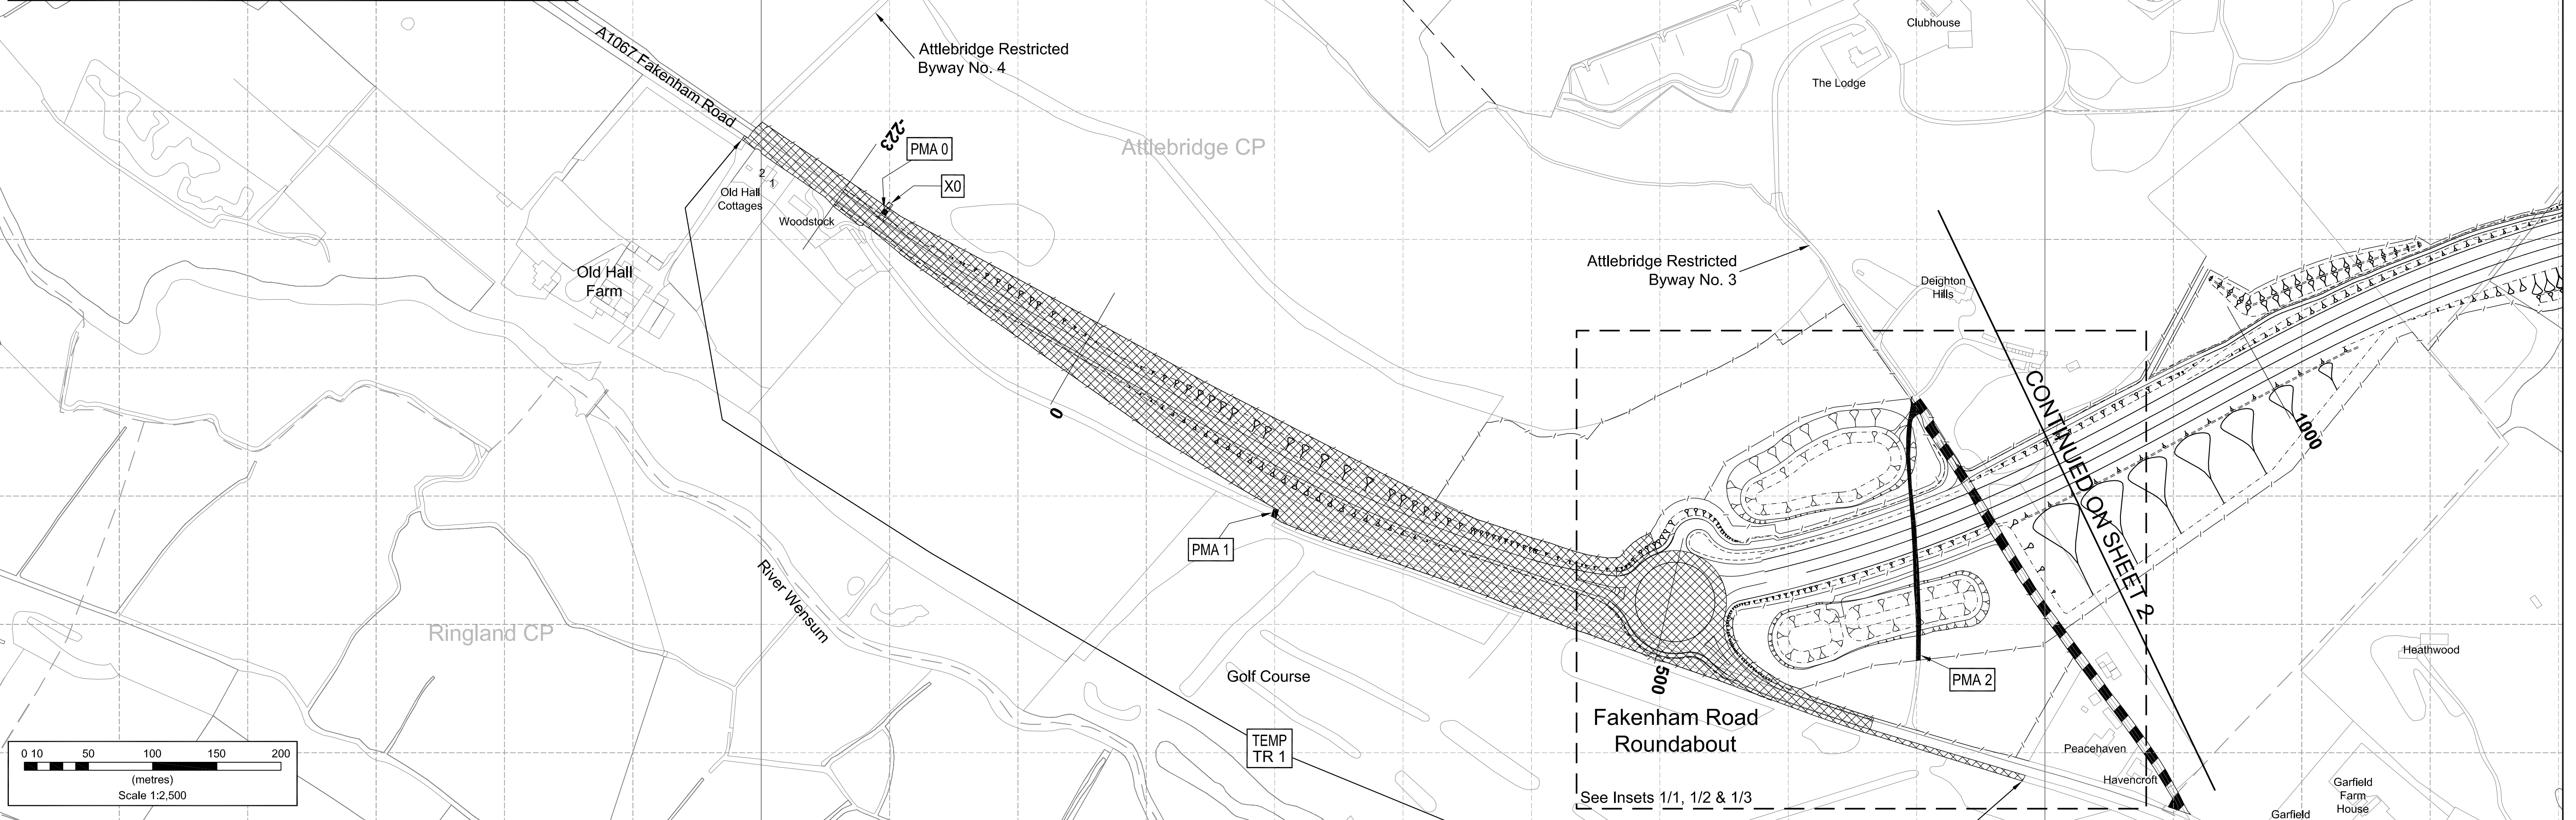 Clubhouse
A1067 Fakenham Road
Attlebridge Restricted
Byway No. 4
The Lodge
-223
PMA 0
Attlebridge CP
X0
2
1
Old Hall
Cottages
Woodstock
Attlebridge Restricted
Byway No. 3
Old Hall
Farm
Deighton
Hills
CONTINUED ON SHEET 2
0
1000
PMA 1
River Wensum
Ringland CP
Golf Course
500
PMA 2
Heathwood
Fakenham Road
Roundabout
TEMP
TR 1
Peacehaven
Havencroft
Garfield
Farm
House
Garfield
See Insets 1/1, 1/2 & 1/3
0 10 50 100 150 200
(metres)
Scale 1:2,500